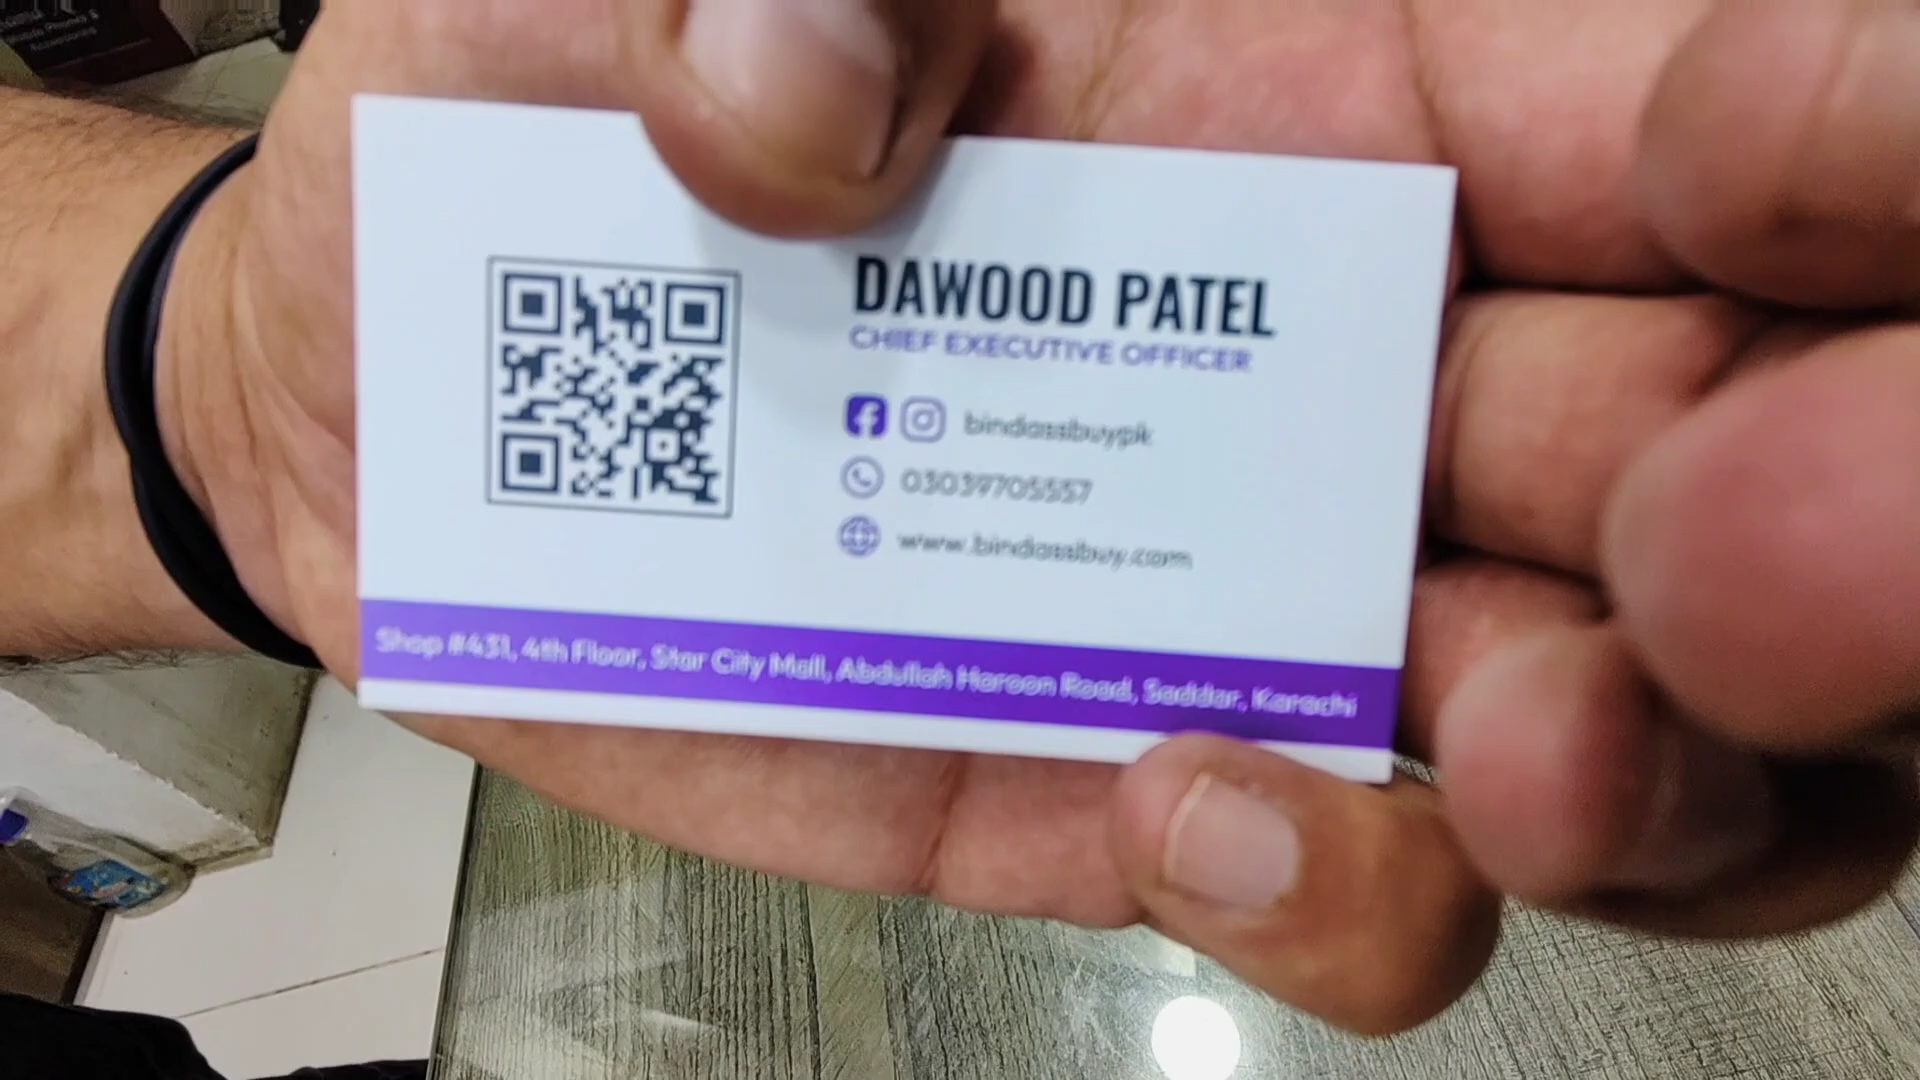 Accessories
DAWOOD PATEL
CHIEF EXECUTIVE OFFICER
bindassbuypk
03039705557
www.bindassbuy.com
Shop #431, 4th Floor, Star City Mall, Abdullah Haroon Road, Saddar, Karachi